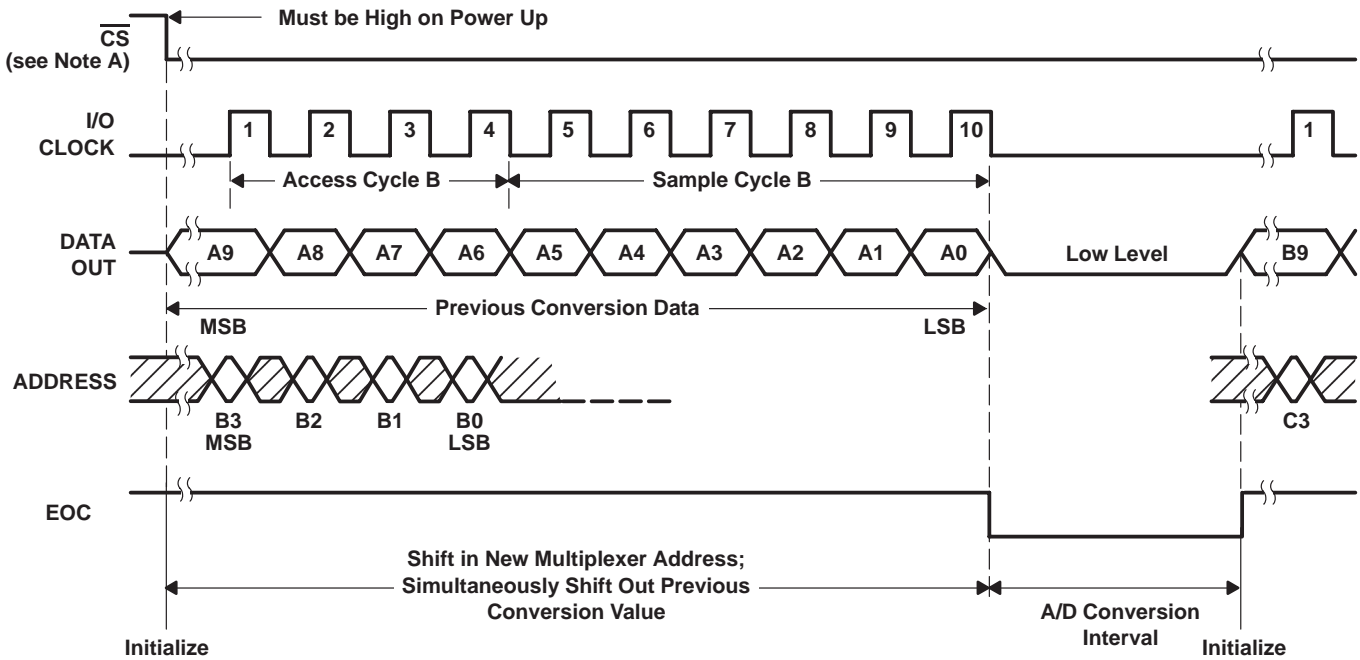 Must be High on Power Up
CS
(see Note A)
I/O
CLOCK
1 2 3 4 5 6 7 8 9 10 1
Access Cycle B Sample Cycle B
DATA
OUT
A9 A8 A7 A6 A5 A4 A3 A2 A1 A0 Low Level B9
Previous Conversion Data
MSB LSB
ADDRESS
B3 B2 B1 B0 C3
MSB LSB
EOC
Shift in New Multiplexer Address;
Simultaneously Shift Out Previous
Conversion Value
A/D Conversion
Interval
Initialize Initialize